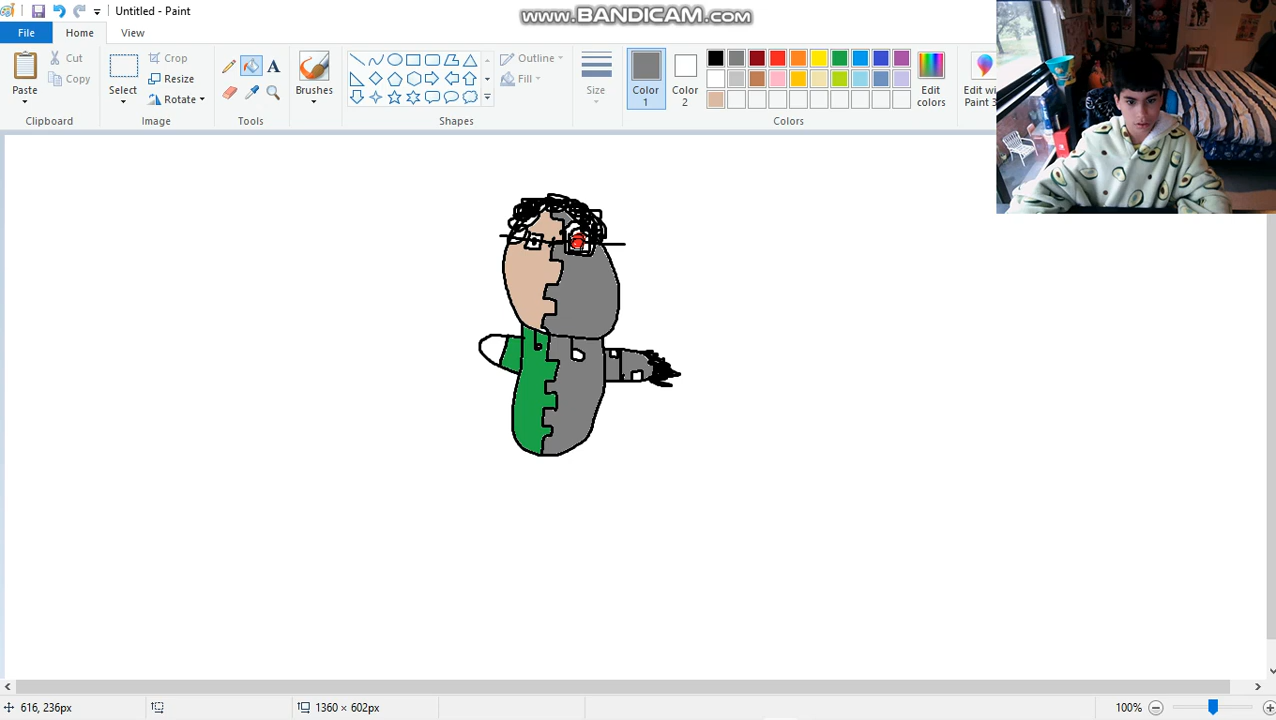 Untitled - Paint
www.BANDICAM.com
File
Home
View
Paste
Cut
Copy
Clipboard
Select
Crop
Resize
Rotate
Image
A
Tools
Brushes
Outline
Fill
Shapes
Size
Color 1
Color 2
Edit colors
Colors
Edit wi
Paint 3
616, 236px
1360 × 602px
100%